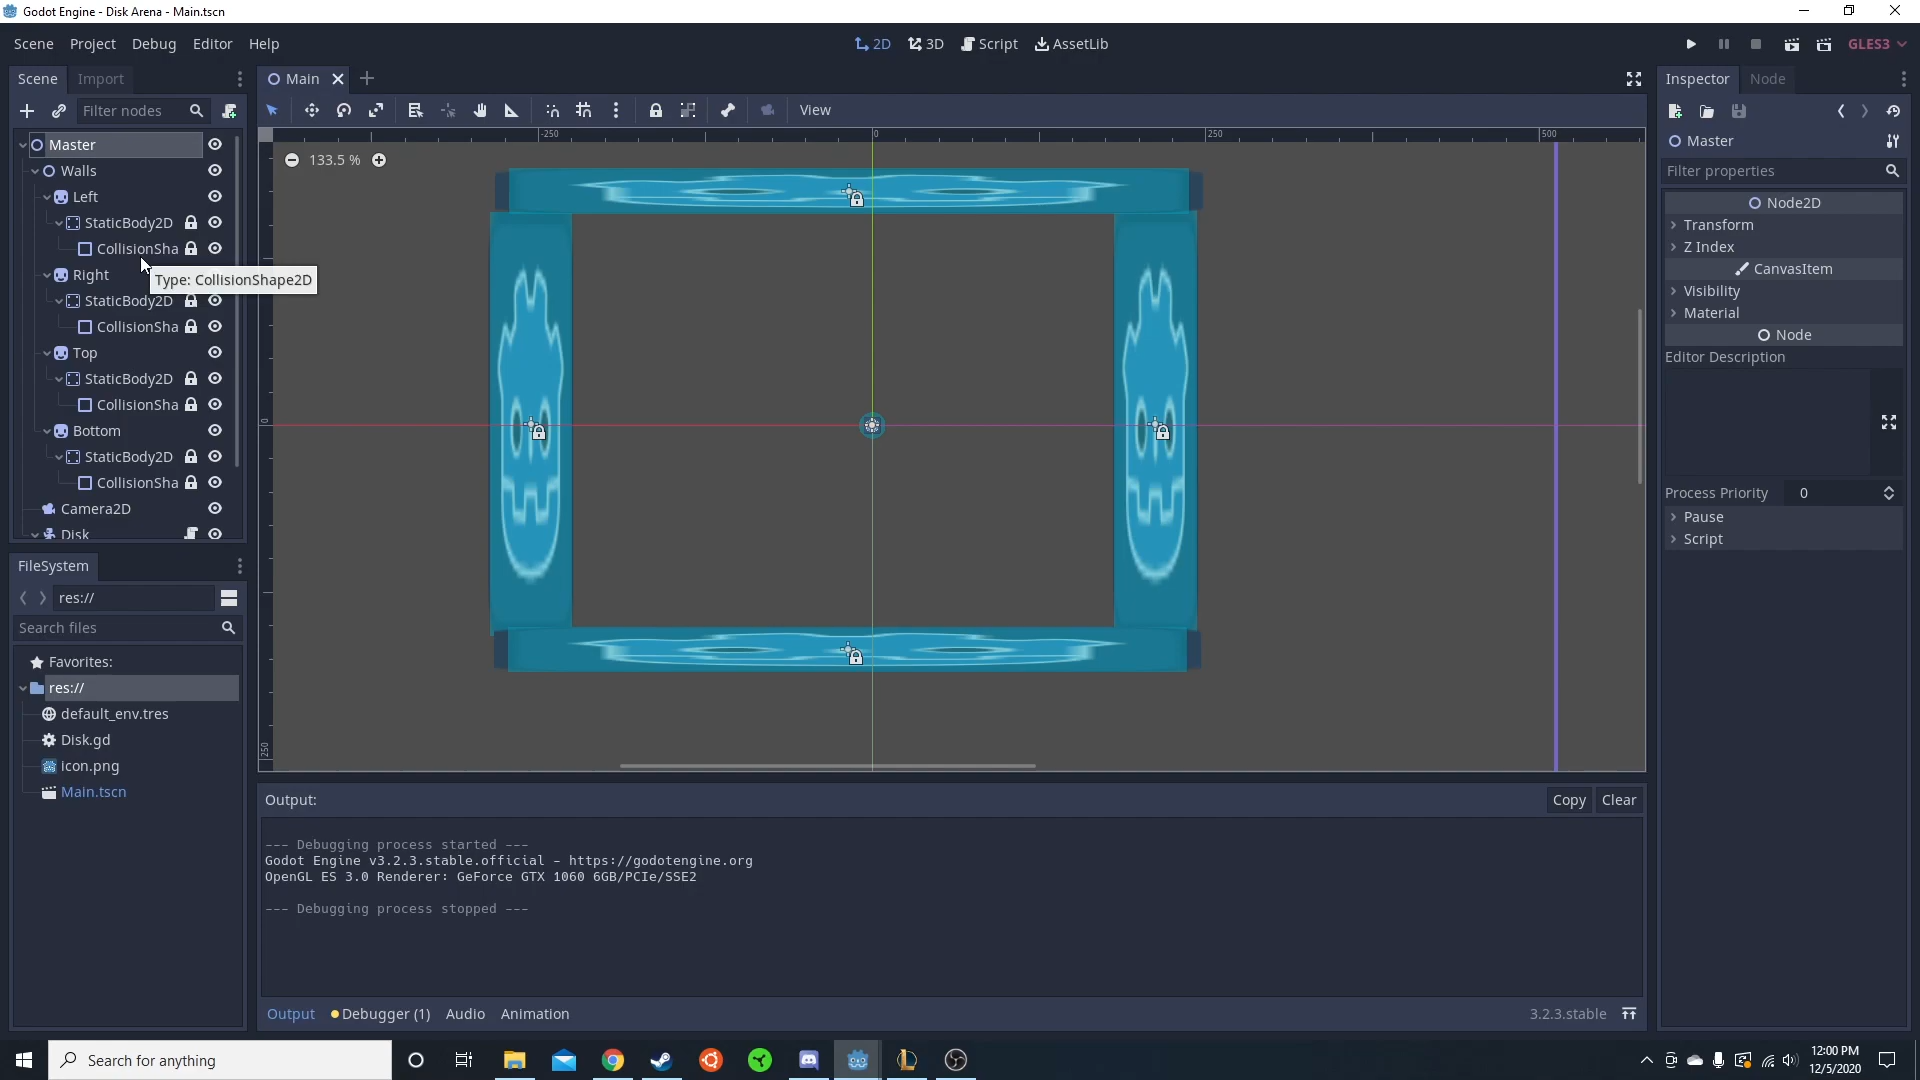 Godot Engine - Disk Arena - Main.tscn
Scene Project Debug Editor Help
2D 3D Script AssetLib
GLES3
Scene Import
Main
Inspector Node
Filter nodes
View
Master
Filter properties
Node2D
Transform
Z Index
CanvasItem
Visibility
Material
Node
Editor Description
Process Priority 0
Pause
Script
Master
Walls
Left
StaticBody2D
CollisionSha
Type: CollisionShape2D
Right
StaticBody2D
CollisionSha
Top
StaticBody2D
CollisionSha
Bottom
StaticBody2D
CollisionSha
Camera2D
Disk
-250 0 250 500
133.5 %
0
250
FileSystem
res://
Search files
Favorites:
res://
default_env.tres
Disk.gd
icon.png
Main.tscn
Output:
Copy Clear
--- Debugging process started ---
Godot Engine v3.2.3.stable.official - https://godotengine.org
OpenGL ES 3.0 Renderer: GeForce GTX 1060 6GB/PCIe/SSE2
--- Debugging process stopped ---
Output Debugger (1) Audio Animation
3.2.3.stable
Search for anything
12:00 PM
12/5/2020